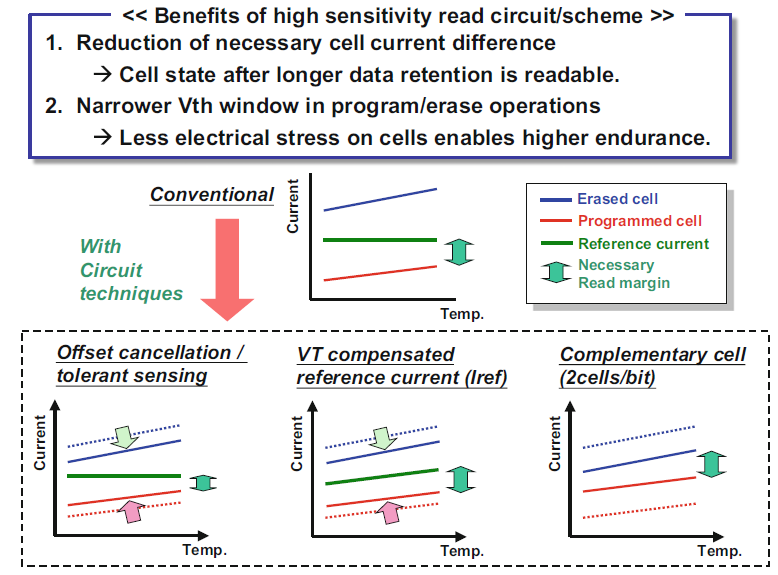 << Benefits of high sensitivity read circuit/scheme >>
1. Reduction of necessary cell current difference
→ Cell state after longer data retention is readable.
2. Narrower Vth window in program/erase operations
→ Less electrical stress on cells enables higher endurance.
Conventional
With
Circuit
techniques
Current
Temp.
Erased cell
Programmed cell
Reference current
Necessary
Read margin
Offset cancellation /
tolerant sensing
Current
Temp.
VT compensated
reference current (Iref)
Current
Temp.
Complementary cell
(2cells/bit)
Current
Temp.